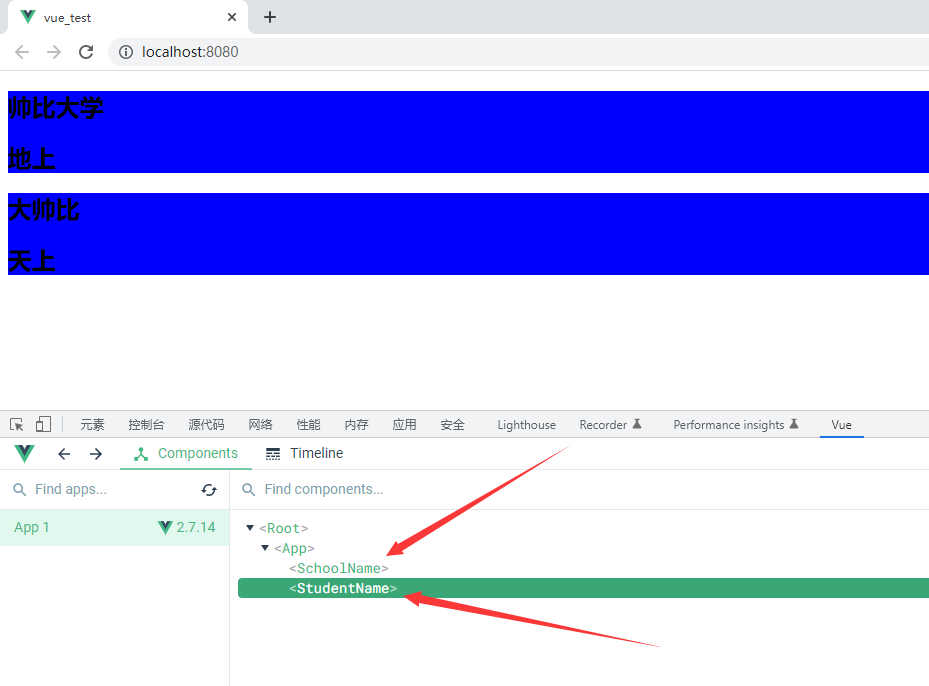 vue_test
localhost:8080
帅比大学
地上
大帅比
天上
元素 控制台 源代码 网络 性能 内存 应用 安全 Lighthouse Recorder Performance insights Vue
Components Timeline
Find apps... Find components...
App 1 2.7.14 <Root>
<App>
<SchoolName>
<StudentName>